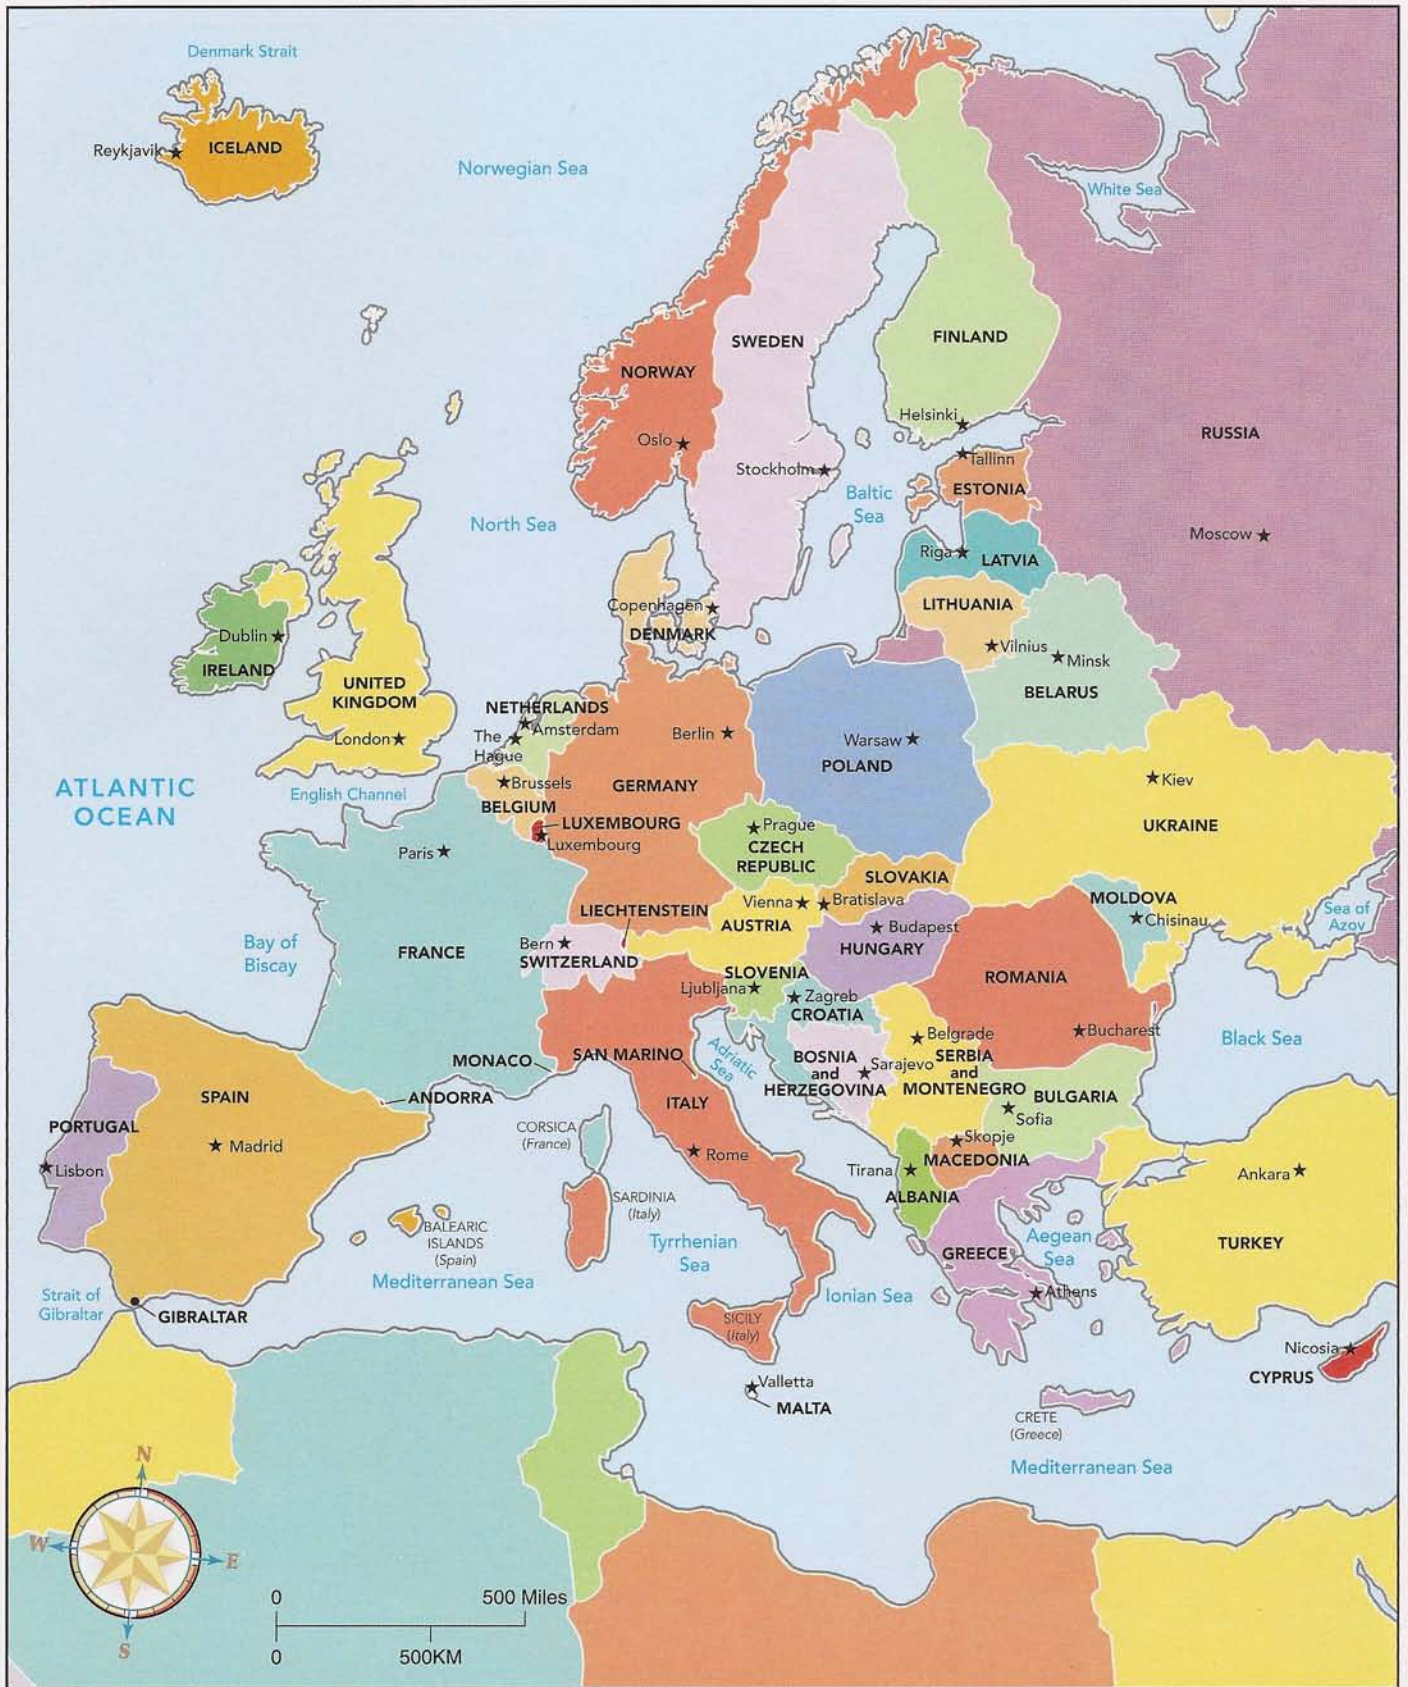 Denmark Strait
Reykjavik
ICELAND
Norwegian Sea
White Sea
SWEDEN
FINLAND
NORWAY
Helsinki
RUSSIA
Oslo
Tallinn
Stockholm
ESTONIA
Baltic
Sea
North Sea
Moscow
Riga
LATVIA
Copenhagen
LITHUANIA
DENMARK
Dublin
Vilnius
Minsk
IRELAND
UNITED
KINGDOM
BELARUS
NETHERLANDS
Amsterdam
The
Hague
London
Berlin
Warsaw
POLAND
ATLANTIC
OCEAN
English Channel
Brussels
BELGIUM
GERMANY
Kiev
UKRAINE
LUXEMBOURG
Luxembourg
Prague
CZECH
REPUBLIC
Paris
SLOVAKIA
MOLDOVA
Chisinau
Sea of
Azov
LIECHTENSTEIN
Vienna
Bratislava
AUSTRIA
Budapest
HUNGARY
Bay of
Biscay
FRANCE
Bern
SWITZERLAND
SLOVENIA
Ljubljana
Zagreb
CROATIA
ROMANIA
Bucharest
Black Sea
MONACO
SAN MARINO
Adriatic
Sea
BOSNIA
and
HERZEGOVINA
Sarajevo
Belgrade
SERBIA
and
MONTENEGRO
BULGARIA
Sofia
ANDORRA
SPAIN
PORTUGAL
Madrid
Lisbon
CORSICA
(France)
ITALY
Rome
Skopje
MACEDONIA
Tirana
ALBANIA
Ankara
TURKEY
SARDINIA
(Italy)
BALEARIC
ISLANDS
(Spain)
Mediterranean Sea
Tyrrhenian
Sea
GREECE
Aegean
Sea
Athens
Ionian Sea
Strait of
Gibraltar
GIBRALTAR
SICILY
(Italy)
Nicosia
CYPRUS
Valletta
MALTA
CRETE
(Greece)
Mediterranean Sea
N
W
E
S
0
500 Miles
0
500KM